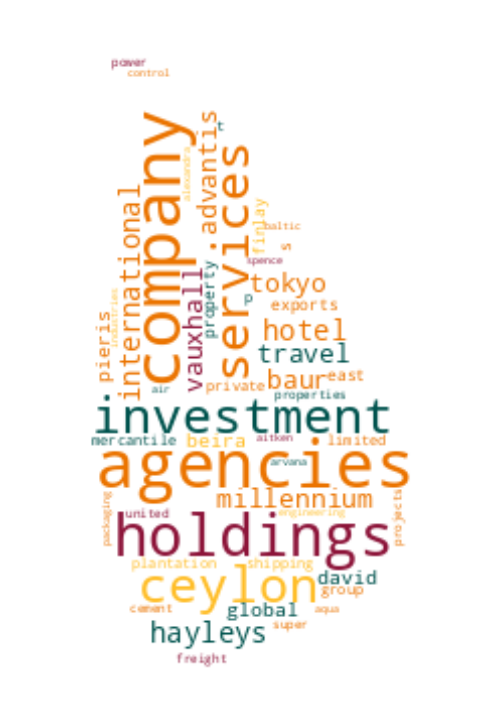 power
control
company
t
advantis
alexandra
services
international
finlay
baltic
s
spence
vauxhall
property
p
tokyo
industries
exports
pieris
hotel
travel
baur
east
air
private
properties
investment
mercantile
beira
aitken
limited
agencies
arvana
packaging
millennium
projects
united
engineering
holdings
plantation
shipping
ceylon
david
group
cement
global
aqua
hayleys
super
freight
.